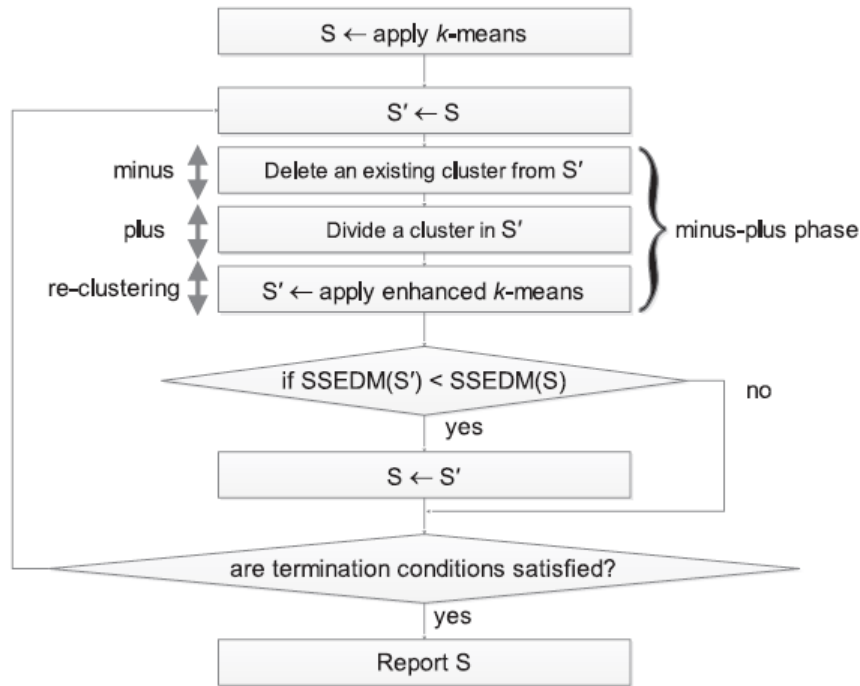 S ← apply k-means
S′ ← S
minus
Delete an existing cluster from S′
plus
Divide a cluster in S′
minus-plus phase
re-clustering
S′ ← apply enhanced k-means
if SSEDM(S′) < SSEDM(S)
no
yes
S ← S′
are termination conditions satisfied?
yes
Report S